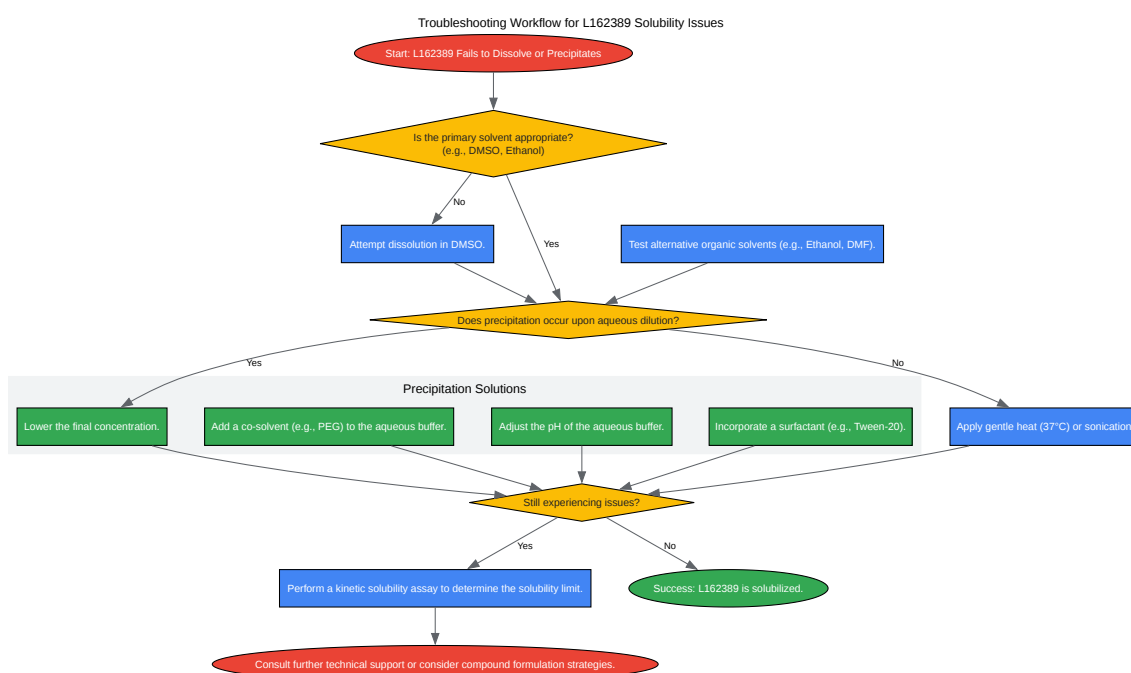 Troubleshooting Workflow for L162389 Solubility Issues
Start: L162389 Fails to Dissolve or Precipitates
Is the primary solvent appropriate?
(e.g., DMSO, Ethanol)
No
Yes
Attempt dissolution in DMSO.
Test alternative organic solvents (e.g., Ethanol, DMF).
Does precipitation occur upon aqueous dilution?
Yes
No
Precipitation Solutions
Lower the final concentration.
Add a co-solvent (e.g., PEG) to the aqueous buffer.
Adjust the pH of the aqueous buffer.
Incorporate a surfactant (e.g., Tween-20).
Apply gentle heat (37°C) or sonication
Still experiencing issues?
Yes
No
Perform a kinetic solubility assay to determine the solubility limit.
Success: L162389 is solubilized.
Consult further technical support or consider compound formulation strategies.